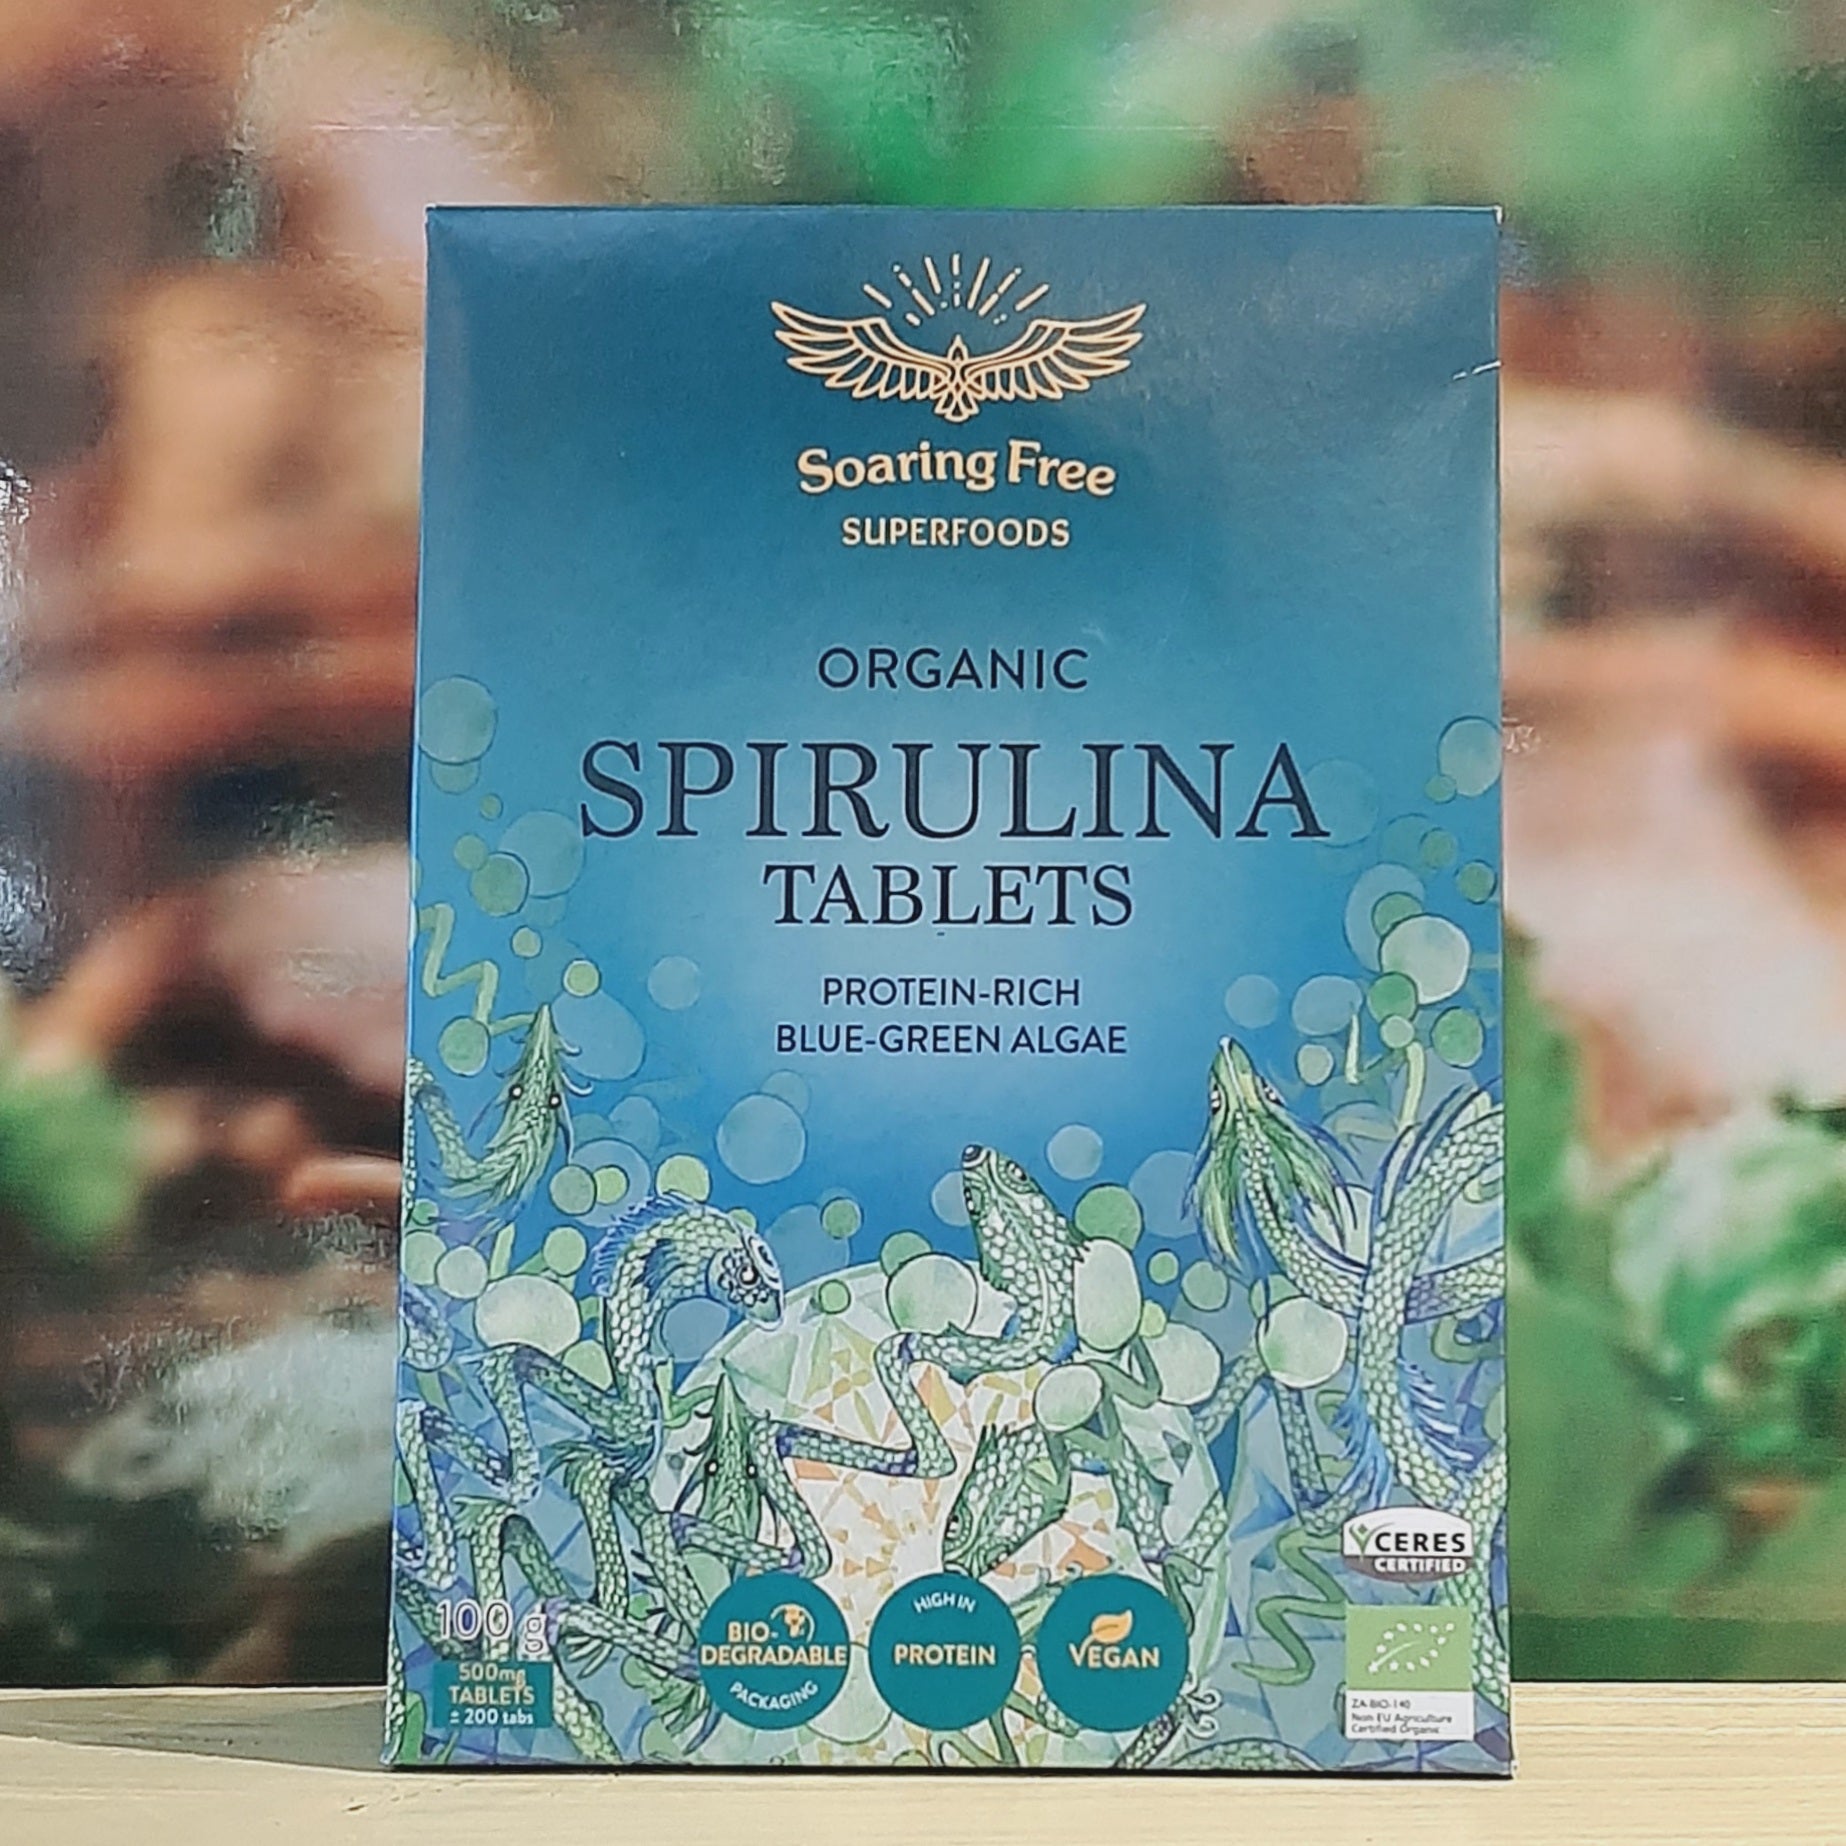 Soaring Free
SUPERFOODS
ORGANIC
SPIRULINA
TABLETS
PROTEIN-RICH
BLUE-GREEN ALGAE
100 g
500mg
TABLETS
± 200 tabs
BIO-
DEGRADABLE
PACKAGING
HIGH IN
PROTEIN
VEGAN
CERES
CERTIFIED
ZA-BIO-140
Non EU Agriculture
Certified Organic